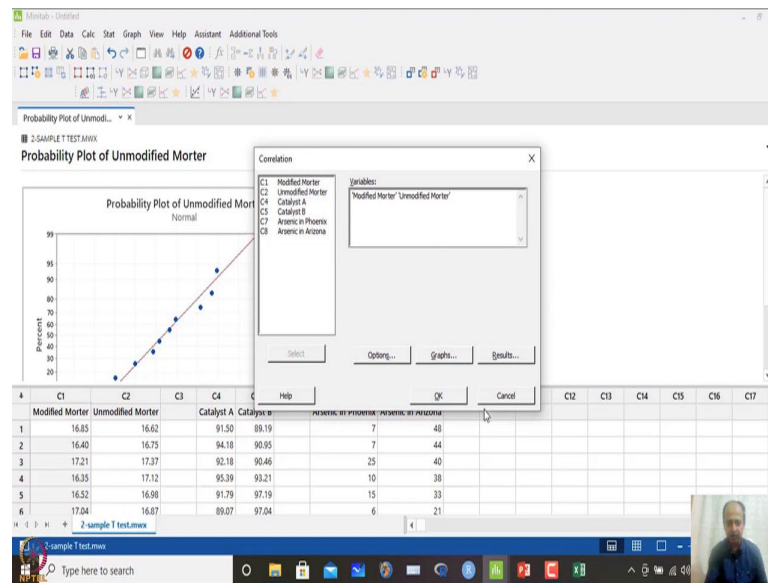 Minitab - Untitled
File Edit Data Calc Stat Graph View Help Assistant Additional Tools
Probability Plot of Unmodi...
2-SAMPLE T TEST.MWX
Probability Plot of Unmodified Morter
Probability Plot of Unmodified Mort
Normal
99
95
90
80
70
60
50
40
30
20
Percent
Correlation
C1 Modified Morter
C2 Unmodified Morter
C4 Catalyst A
C5 Catalyst B
C7 Arsenic in Phoenix
C8 Arsenic in Arizona
Variables:
'Modified Morter' 'Unmodified Morter'
Select
Options...
Graphs...
Results...
Help
OK
Cancel
C1 C2 C3 C4 C12 C13 C14 C15 C16 C17
Modified Morter Unmodified Morter Catalyst A Catalyst B Arsenic in Phoenix Arsenic in Arizona
1 16.85 16.62 91.50 89.19 7 48
2 16.40 16.75 94.18 90.95 7 44
3 17.21 17.37 92.18 90.46 25 40
4 16.35 17.12 95.39 93.21 10 38
5 16.52 16.98 91.79 97.19 15 33
6 17.04 16.87 89.07 97.04 6 21
2-sample T test.mwx
2-sample T test.mwx
Type here to search
NPTEL